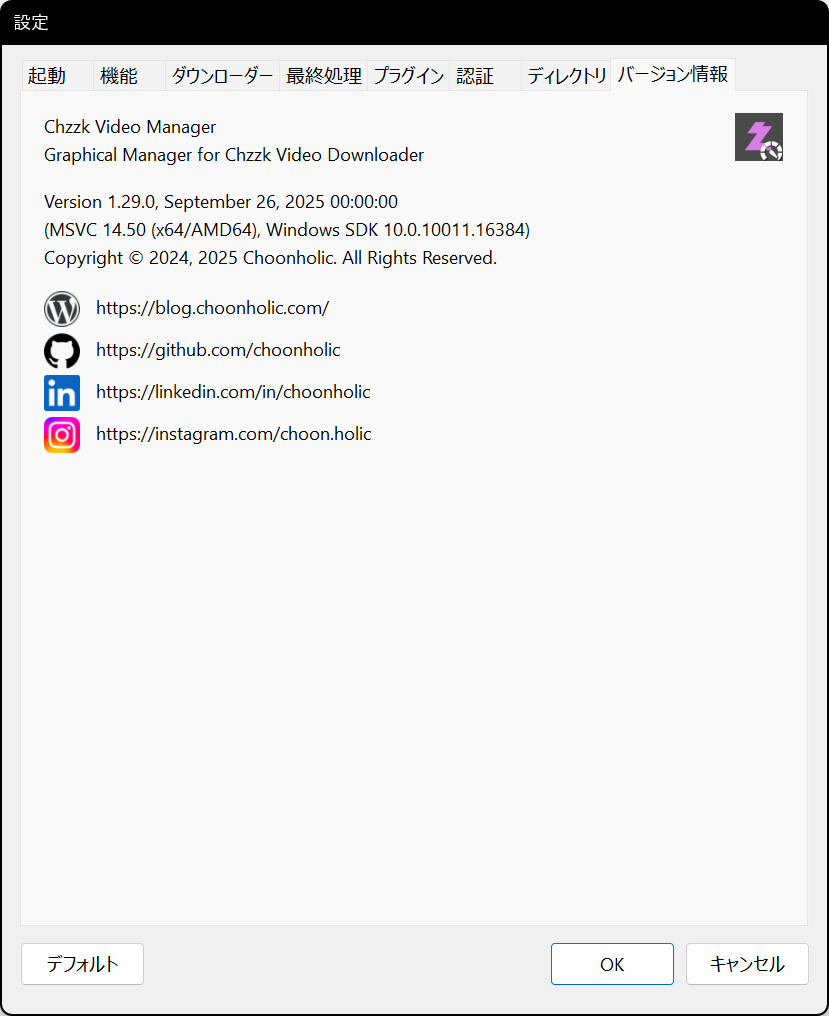 設定
起動 機能 ダウンローダー 最終処理 プラグイン 認証 ディレクトリ バージョン情報
Chzzk Video Manager
Graphical Manager for Chzzk Video Downloader
Version 1.29.0, September 26, 2025 00:00:00
(MSVC 14.50 (x64/AMD64), Windows SDK 10.0.10011.16384)
Copyright © 2024, 2025 Choonholic. All Rights Reserved.
https://blog.choonholic.com/
https://github.com/choonholic
https://linkedin.com/in/choonholic
https://instagram.com/choon.holic
デフォルト OK キャンセル